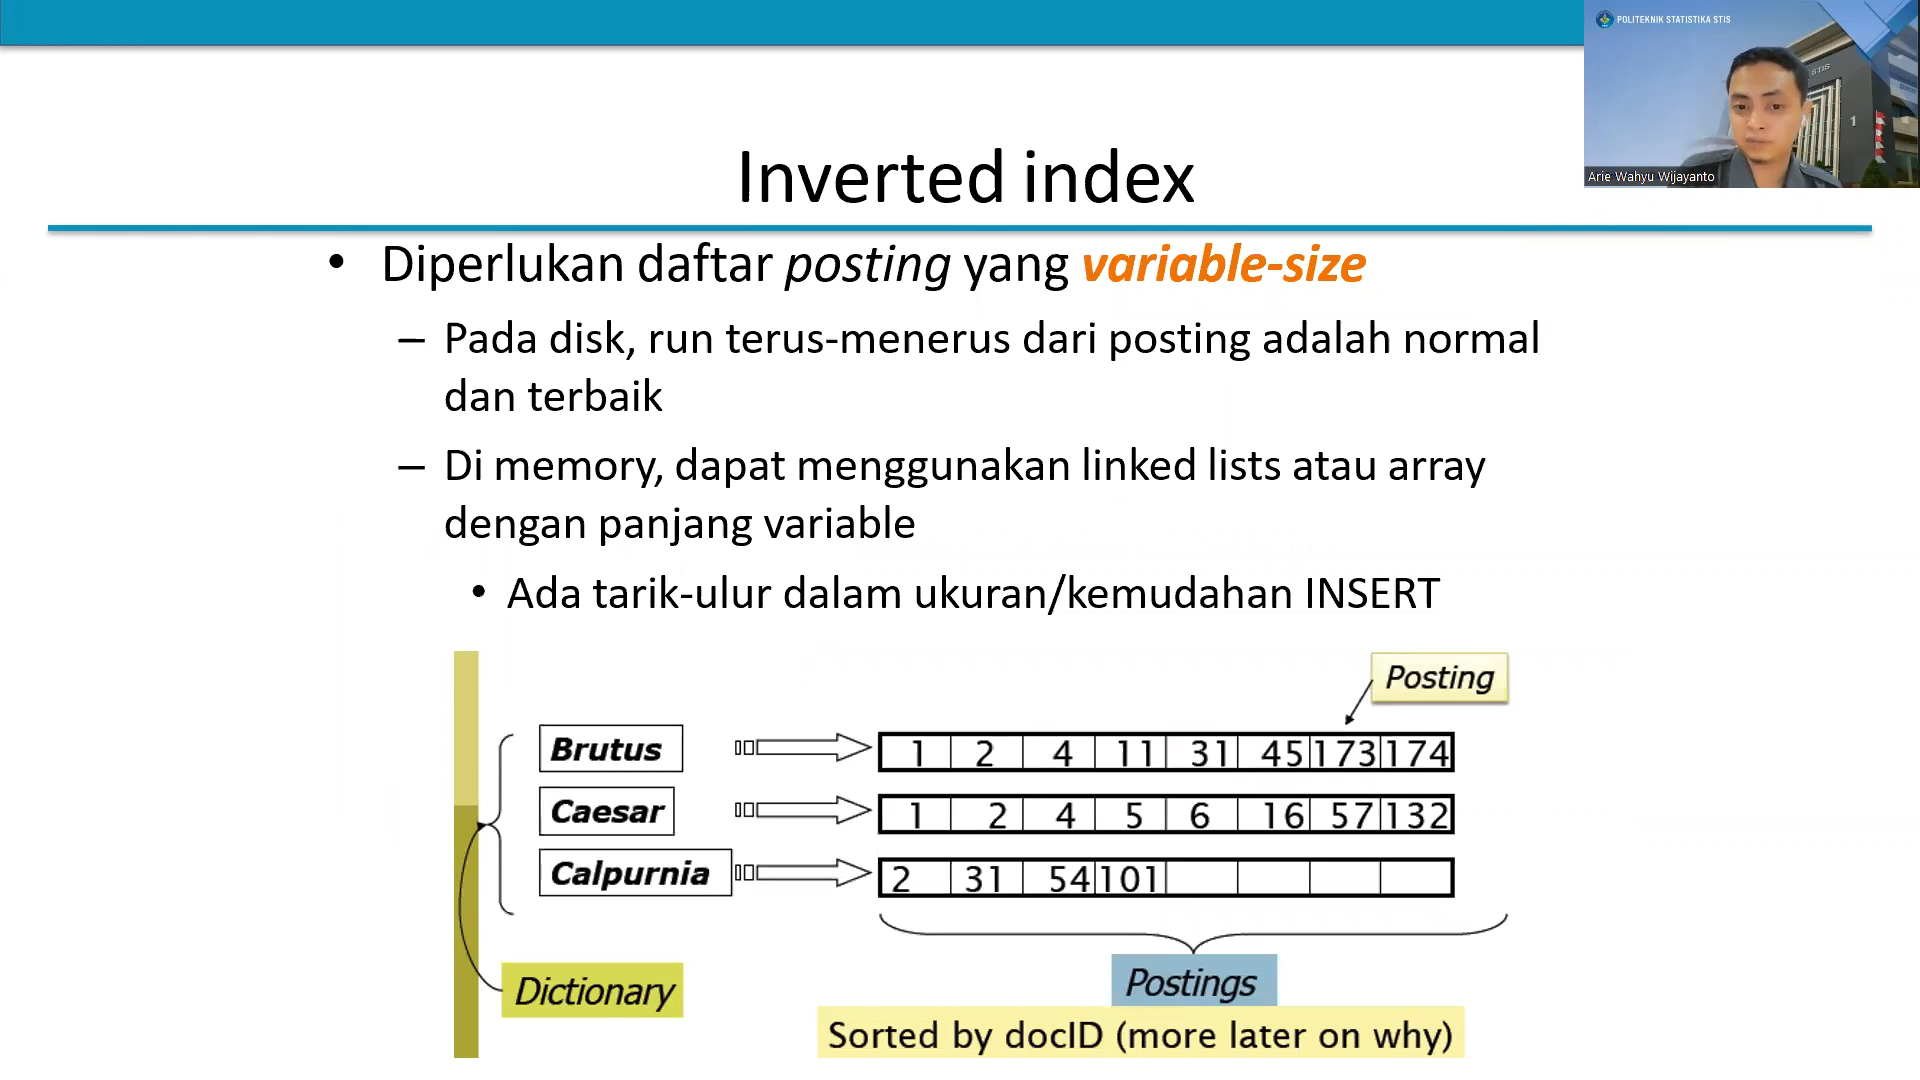 POLITEKNIK STATISTIKA STIS
STIS
1
Arie Wahyu Wijayanto
Inverted index
• Diperlukan daftar posting yang variable-size
– Pada disk, run terus-menerus dari posting adalah normal
dan terbaik
– Di memory, dapat menggunakan linked lists atau array
dengan panjang variable
• Ada tarik-ulur dalam ukuran/kemudahan INSERT
Posting
Brutus 1 2 4 11 31 45 173 174
Caesar 1 2 4 5 6 16 57 132
Calpurnia 2 31 54 101
Dictionary
Postings
Sorted by docID (more later on why)